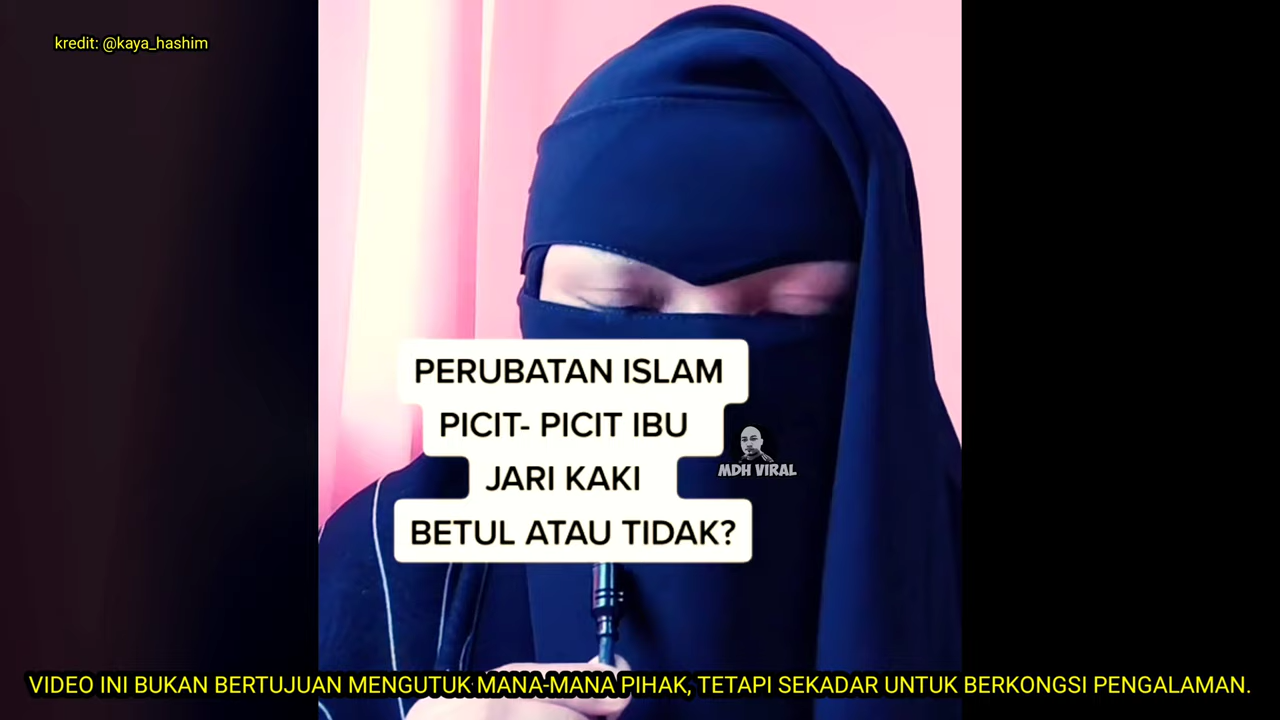 kredit: @kaya_hashim
PERUBATAN ISLAM
PICIT- PICIT IBU
JARI KAKI
BETUL ATAU TIDAK?
MDH VIRAL
VIDEO INI BUKAN BERTUJUAN MENGUTUK MANA-MANA PIHAK, TETAPI SEKADAR UNTUK BERKONGSI PENGALAMAN.